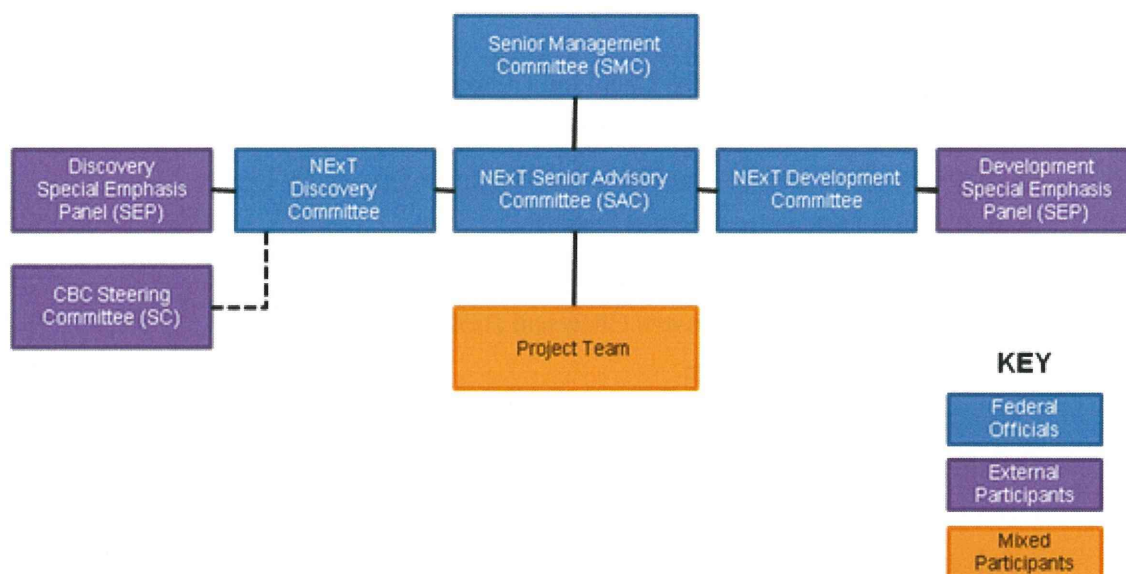 Senior Management
Committee (SMC)
Discovery
Special Emphasis
Panel (SEP)
NExT
Discovery
Committee
NExT Senior Advisory
Committee (SAC)
NExT Development
Committee
Development
Special Emphasis
Panel (SEP)
CBC Steering
Committee (SC)
Project Team
KEY
Federal
Officials
External
Participants
Mixed
Participants